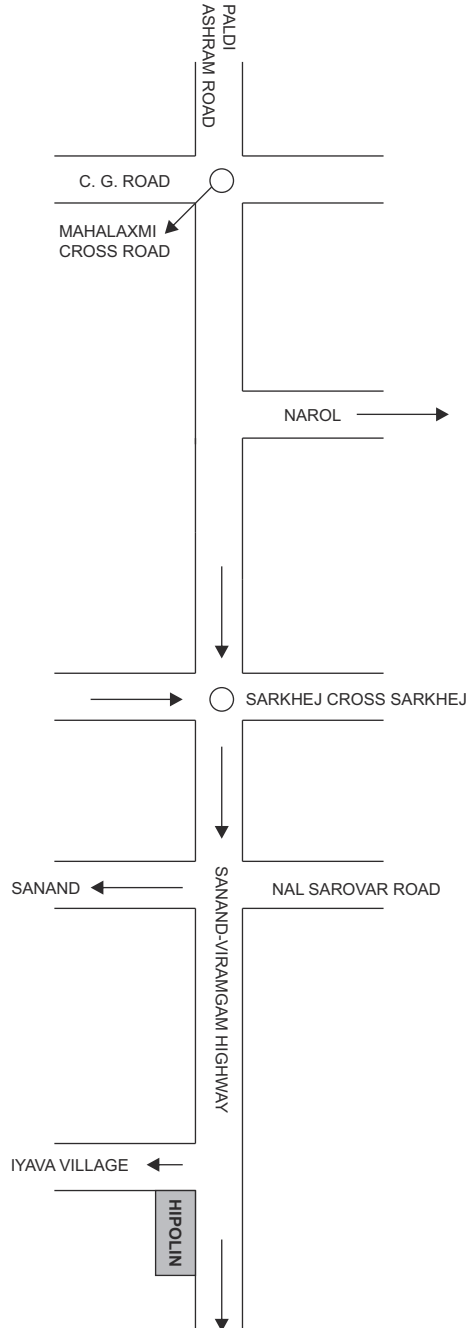 PALDI
ASHRAM ROAD
C. G. ROAD
MAHALAXMI
CROSS ROAD
NAROL
SARKHEJ CROSS SARKHEJ
SANAND
NAL SAROVAR ROAD
SANAND-VIRAMGAM HIGHWAY
IYAVA VILLAGE
HIPOLIN